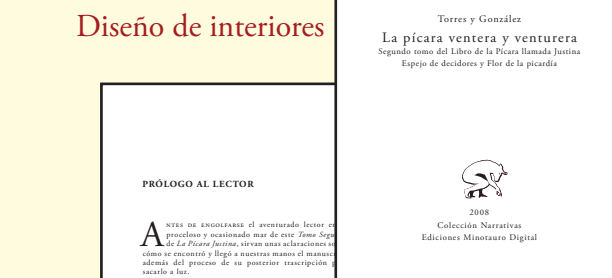 Diseño de interiores
PRÓLOGO AL LECTOR
ANTES DE ENGOLFARSE el aventurado lector en
proceloso y ocasionado mar de este Tomo Segu
de La Pícara Justina, sirvan unas aclaraciones so
cómo se encontró y llegó a nuestras manos el manusc
además del proceso de su posterior trascripción p
sacarlo a luz.
Torres y González
La pícara ventera y venturera
Segundo tomo del Libro de la Pícara llamada Justina
Espejo de decidores y Flor de la picardía
2008
Colección Narrativas
Ediciones Minotauro Digital